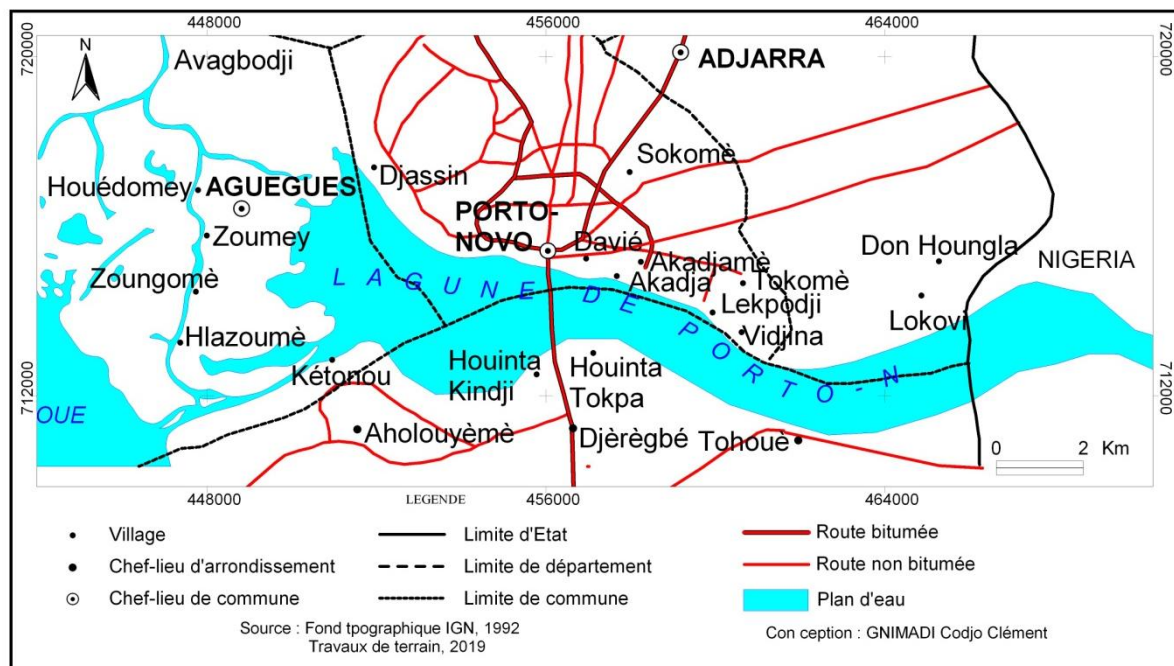 448000
456000
464000
720000
720000
N
Avagbodji
ADJARRA
Sokomè
Djassin
Houédomey
AGUEGUES
PORTO-
NOVO
Zoumey
Davié
Don Houngla
Akadjamè
NIGERIA
Zoungomè
Akadja
Tokomè
LAGUNE DE PORTO-N
Lekpodji
Lokovi
Vidjina
Hlazoumè
Kétonou
Houinta
Kindji
Houinta
Tokpa
712000
712000
OUE
Aholouyèmè
Djèrègbé
Tohouè
0 2 Km
448000
456000
464000
LEGENDE
Village
Limite d'Etat
Route bitumée
Chef-lieu d'arrondissement
Limite de département
Route non bitumée
Chef-lieu de commune
Limite de commune
Plan d'eau
Source : Fond tpographique IGN, 1992
Travaux de terrain, 2019
Con ception : GNIMADI Codjo Clément